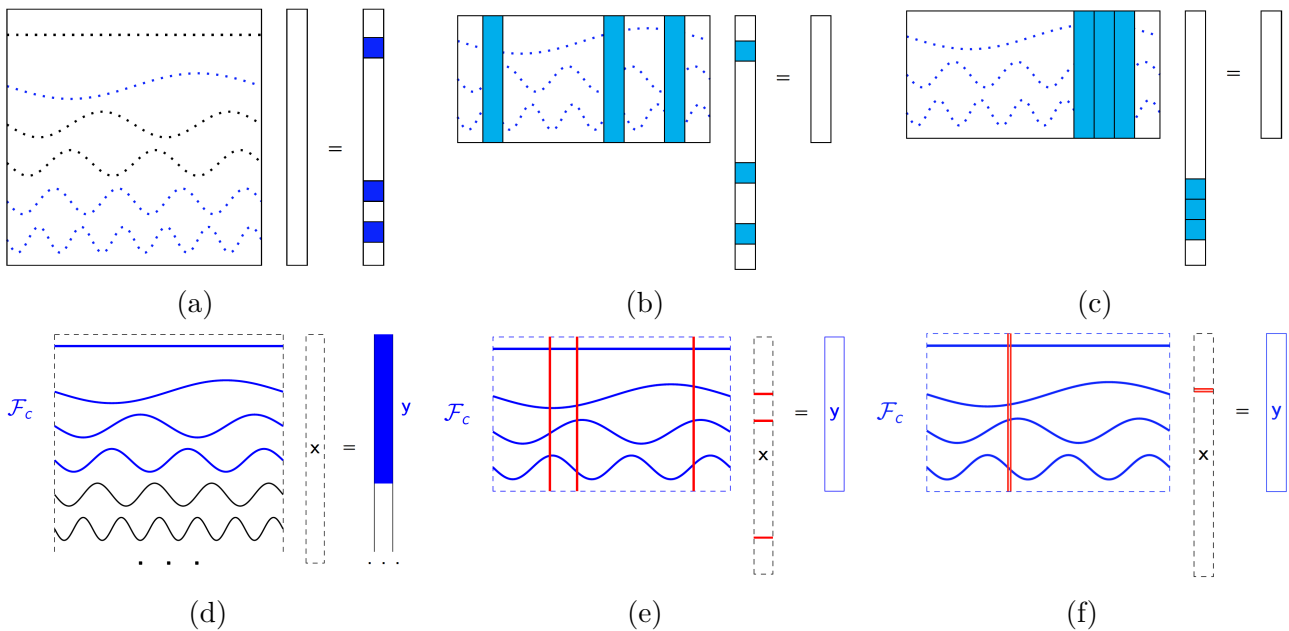 =
=
=
(a)
(b)
(c)
𝓕c x = y
. . .
. . .
(d)
𝓕c x = y
(e)
𝓕c x = y
(f)